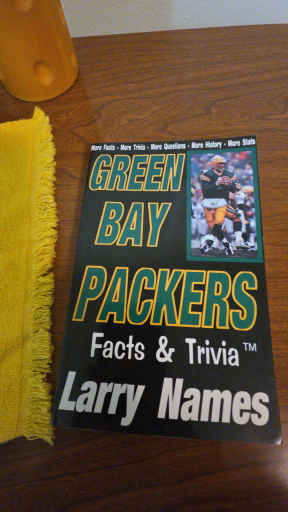 More Facts - More Trivia - More Questions - More History - More Stats
GREEN
BAY
PACKERS
Facts & Trivia™
Larry Names